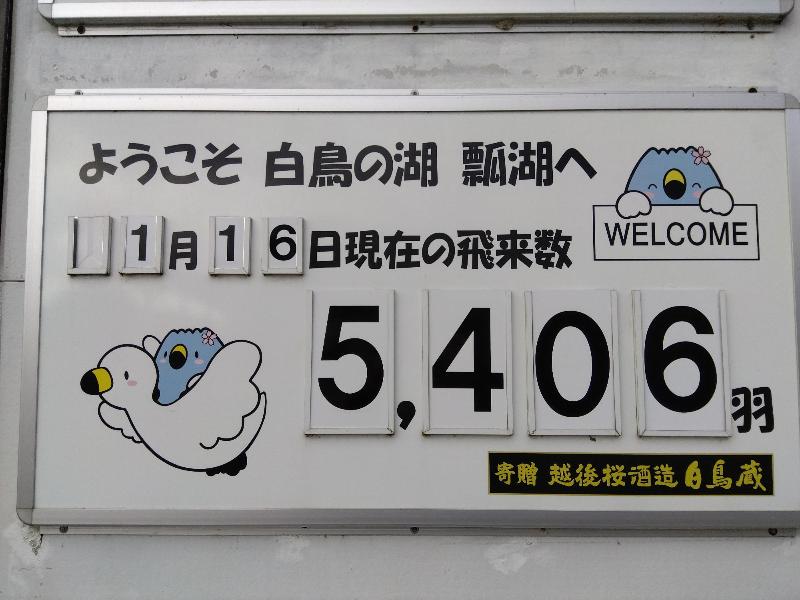 ようこそ 白鳥の湖 瓢湖へ
11月16日現在の飛来数
WELCOME
5,406羽
寄贈 越後桜酒造 白鳥蔵